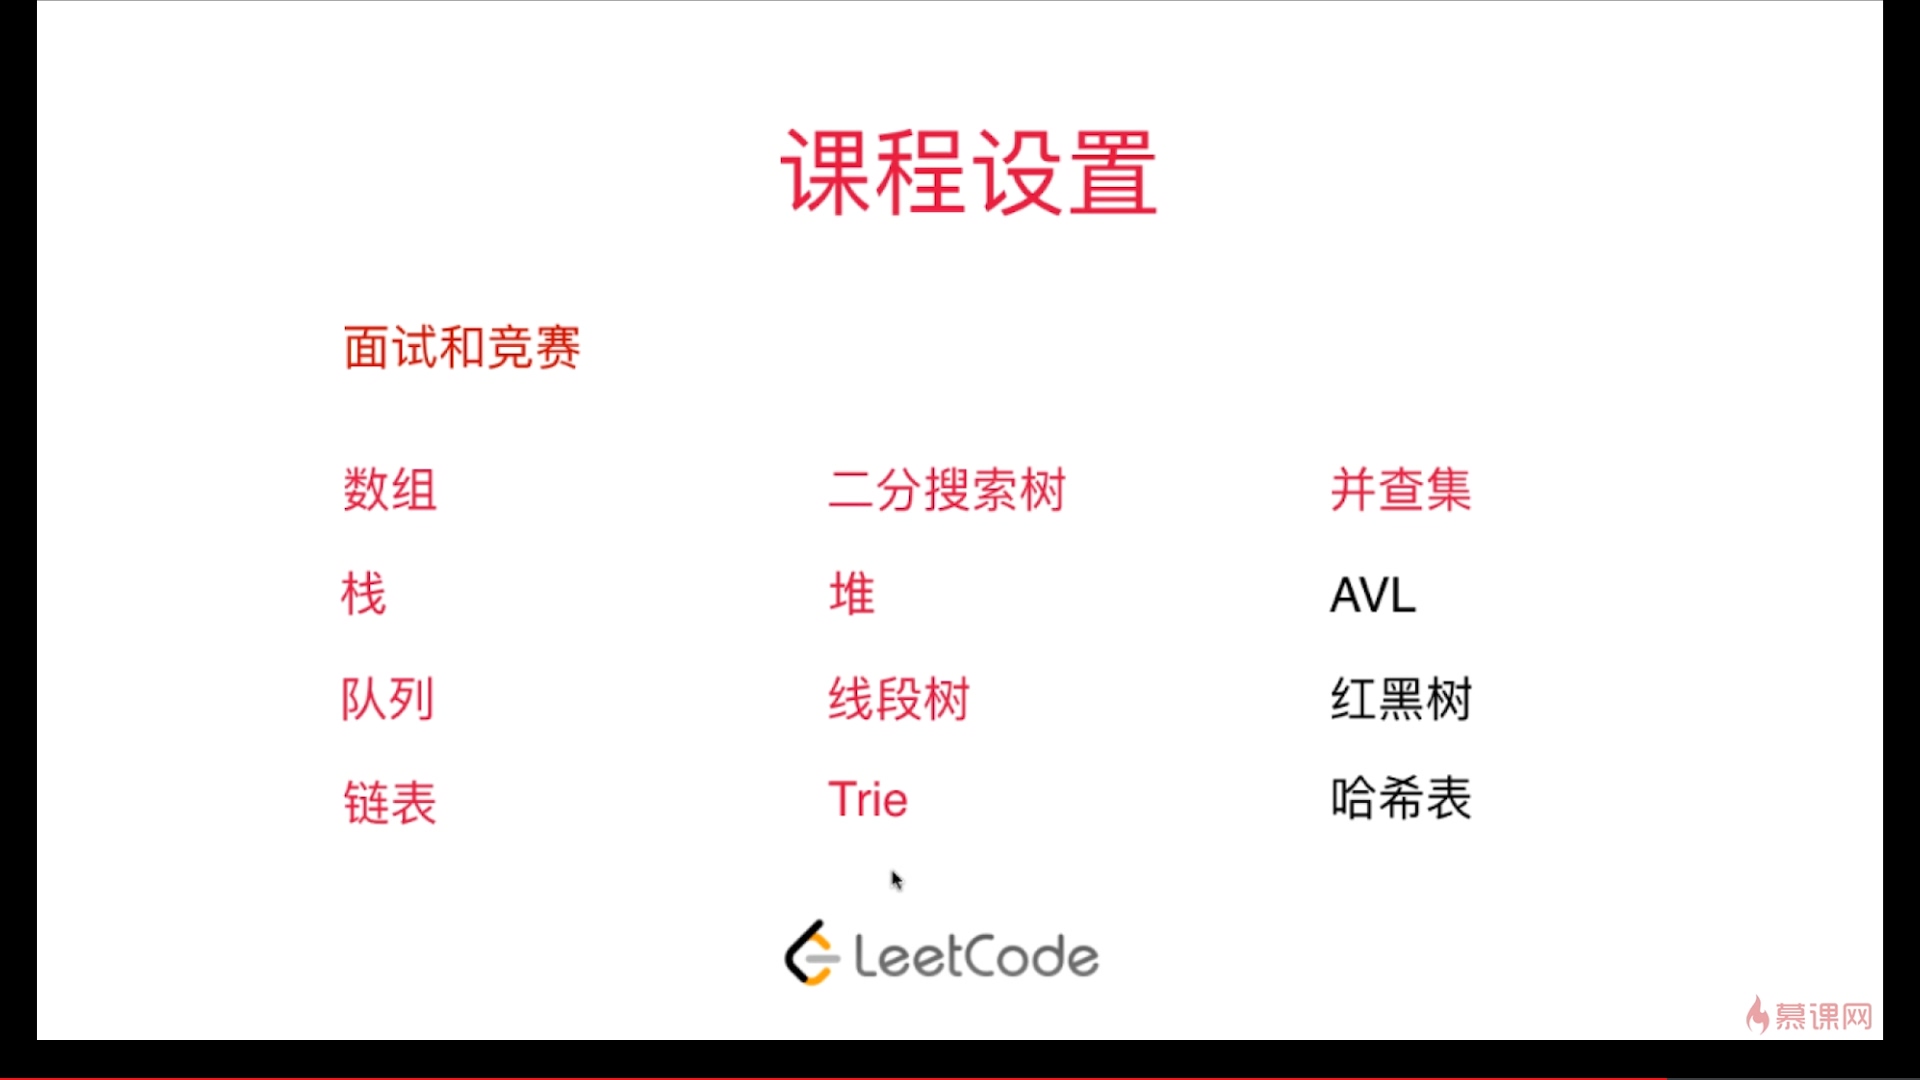 课程设置
面试和竞赛
数组
二分搜索树
并查集
栈
堆
AVL
队列
线段树
红黑树
链表
Trie
哈希表
LeetCode
慕课网